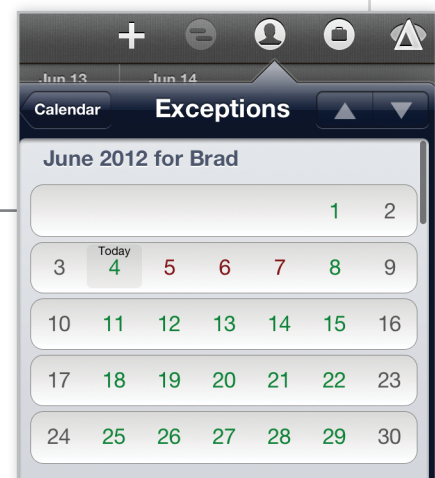 Jun 13 Jun 14
Calendar Exceptions
June 2012 for Brad
1 2
Today
3 4 5 6 7 8 9
10 11 12 13 14 15 16
17 18 19 20 21 22 23
24 25 26 27 28 29 30